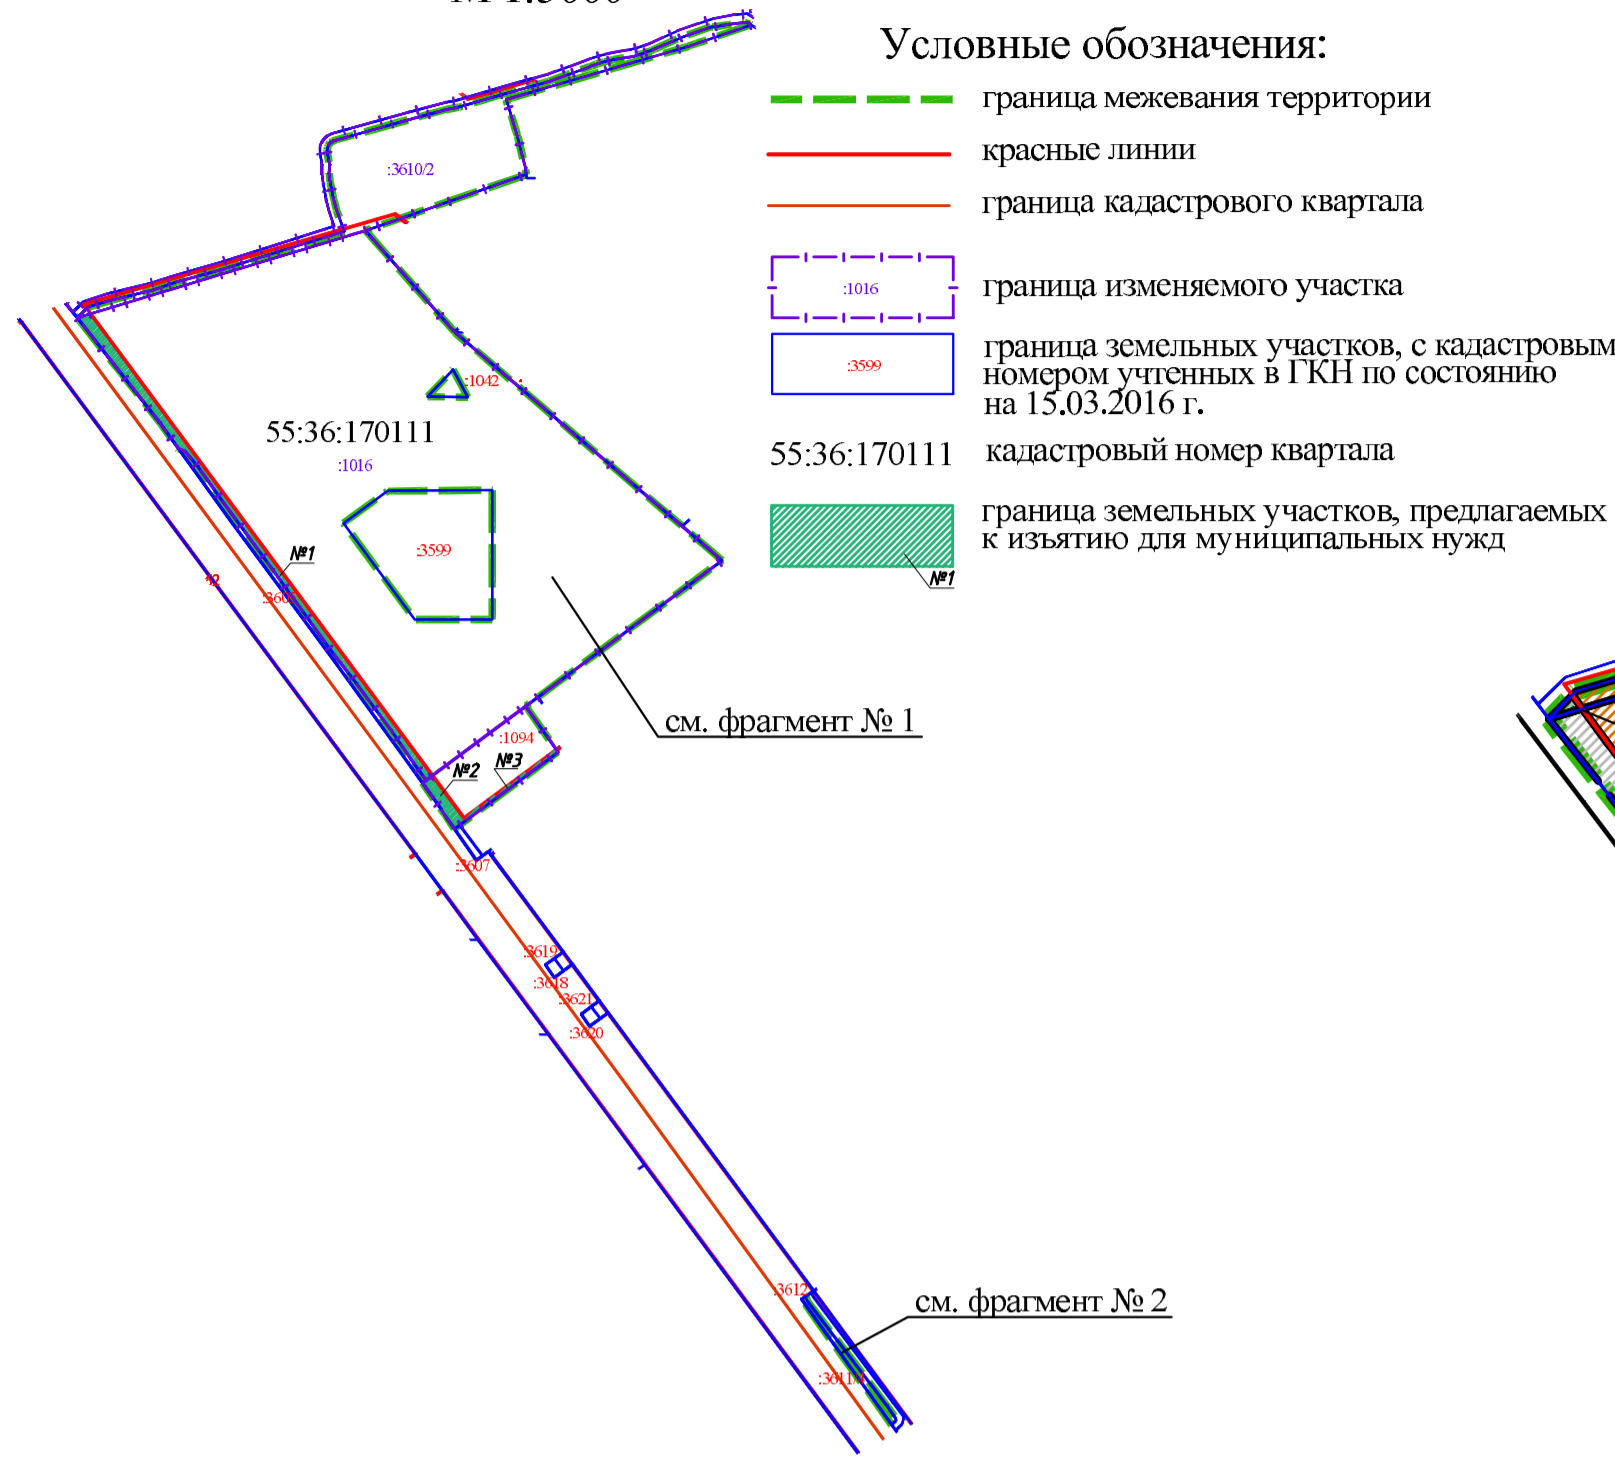 Условные обозначения:
граница межевания территории
красные линии
граница кадастрового квартала
:1016
граница изменяемого участка
:3599
граница земельных участков, с кадастровым
номером учтенных в ГКН по состоянию
на 15.03.2016 г.
55:36:170111
кадастровый номер квартала
граница земельных участков, предлагаемых
к изъятию для муниципальных нужд
№1
:3610/2
:1042
55:36:170111
:1016
:3599
№1
см. фрагмент № 1
:1094
№2
№3
:3607
:3619
:3618
:3621
:3620
:3612
см. фрагмент № 2